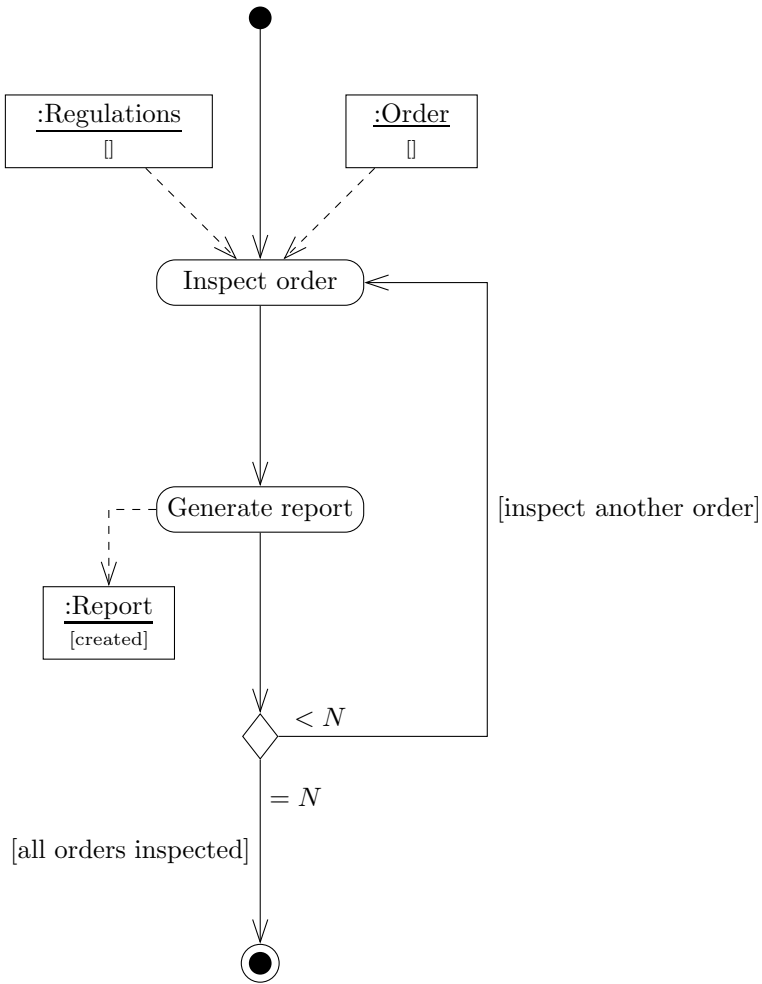 :Regulations
[]
:Order
[]
Inspect order
Generate report
[inspect another order]
:Report
[created]
< N
= N
[all orders inspected]